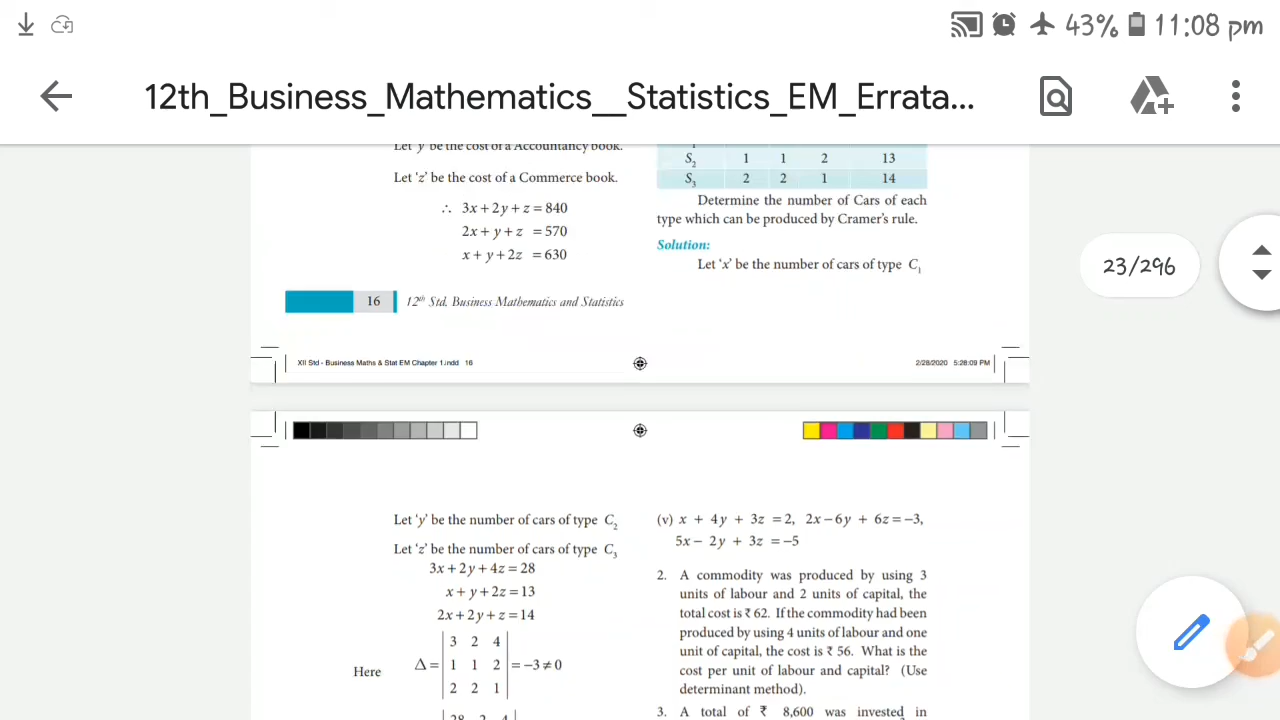 43% 11:08 pm
12th_Business_Mathematics__Statistics_EM_Errata...
23/296
Let 'y' be the cost of a Accountancy book.
Let 'z' be the cost of a Commerce book.
∴ 3x + 2y + z = 840
2x + y + z = 570
x + y + 2z = 630
16 12th Std. Business Mathematics and Statistics
S2 1 1 2 13
S3 2 2 1 14
Determine the number of Cars of each
type which can be produced by Cramer's rule.
Solution:
Let 'x' be the number of cars of type C1
XII Std - Business Maths & Stat EM Chapter 1.indd 16
2/28/2020 5:28:09 PM
Let 'y' be the number of cars of type C2
Let 'z' be the number of cars of type C3
3x + 2y + 4z = 28
x + y + 2z = 13
2x + 2y + z = 14
3 2 4
Here Δ = 1 1 2 = −3 ≠ 0
2 2 1
28 2 4
(v) x + 4y + 3z = 2, 2x − 6y + 6z = −3,
5x − 2y + 3z = −5
2. A commodity was produced by using 3
units of labour and 2 units of capital, the
total cost is ₹ 62. If the commodity had been
produced by using 4 units of labour and one
unit of capital, the cost is ₹ 56. What is the
cost per unit of labour and capital? (Use
determinant method).
3. A total of ₹ 8,600 was invested in